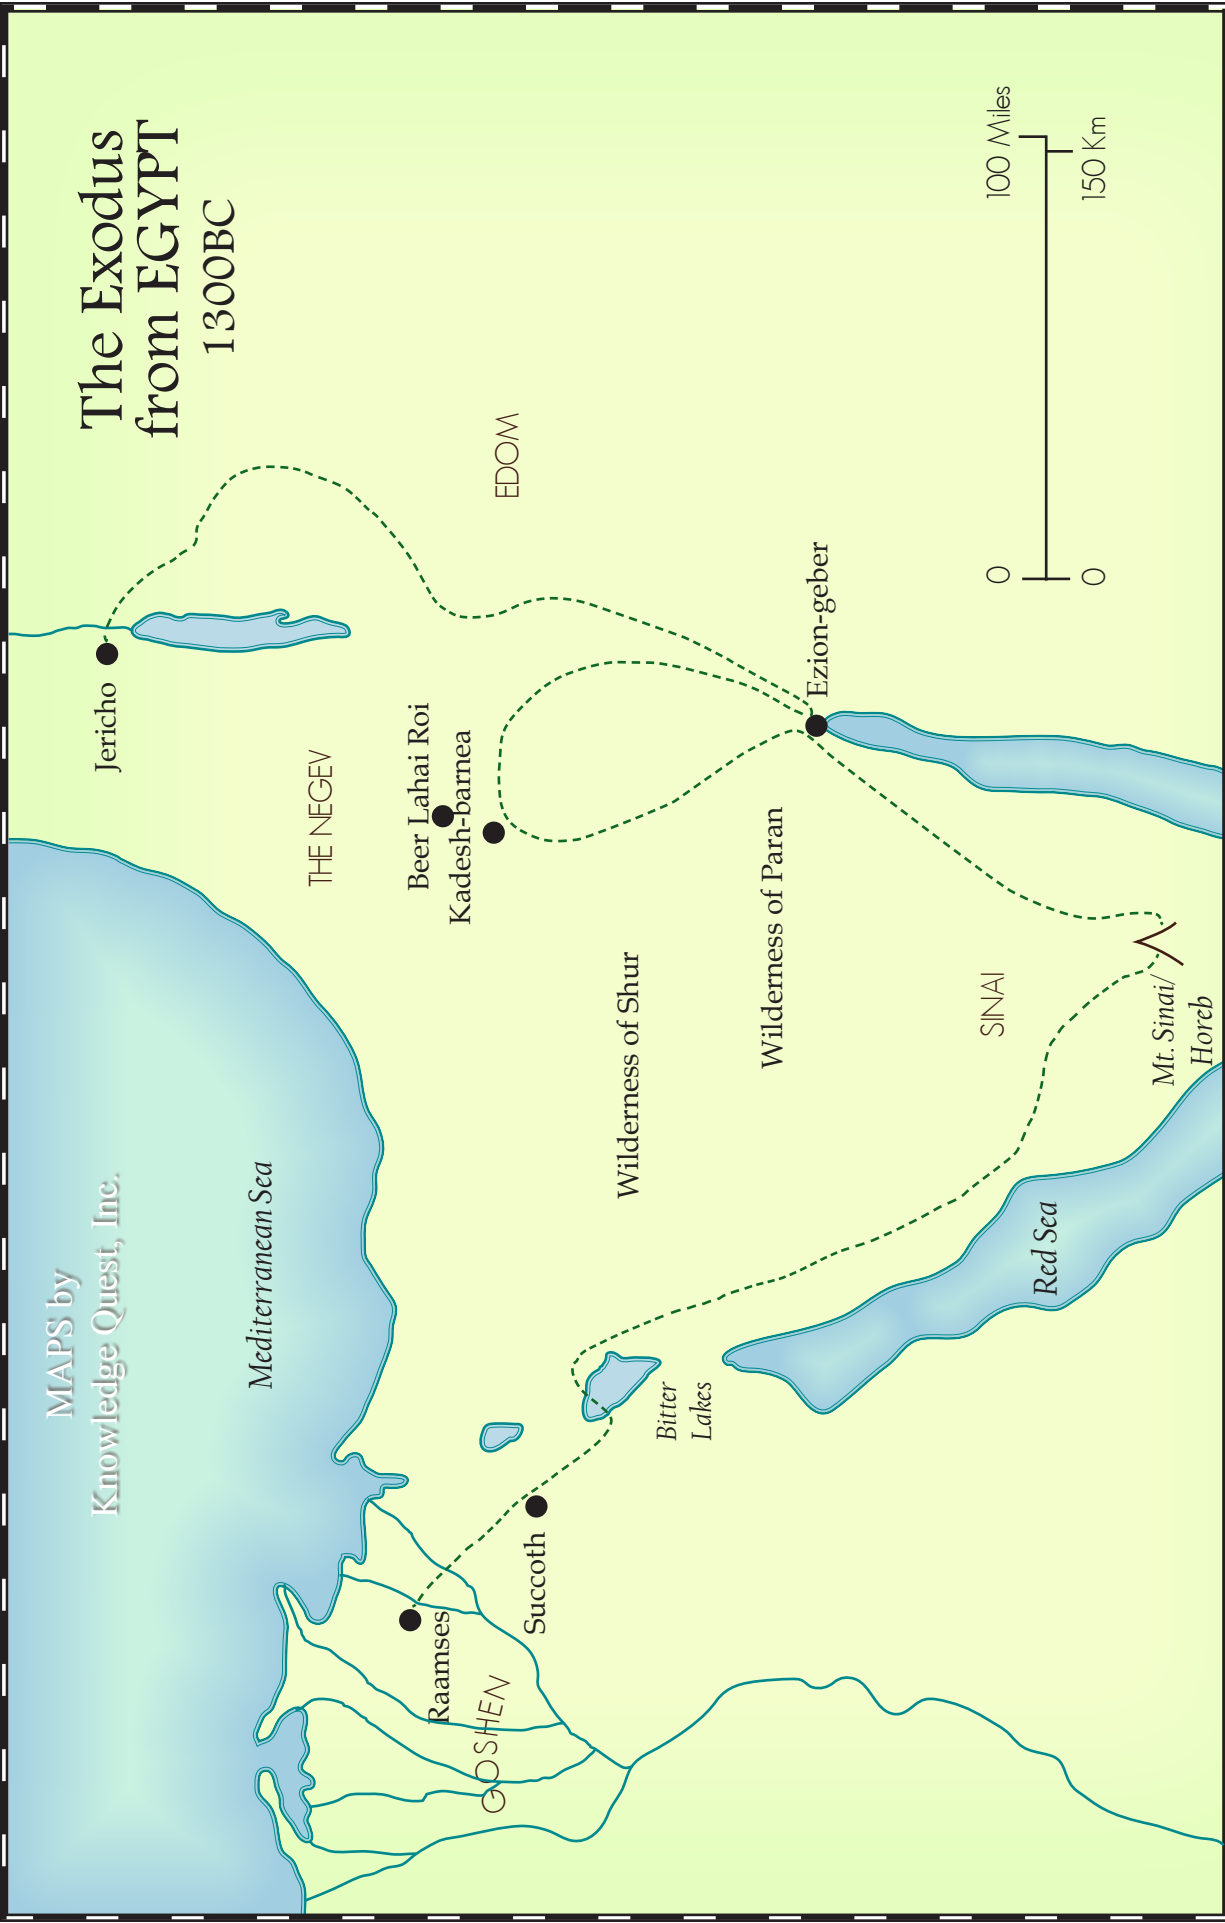 MAPS by
Knowledge Quest, Inc.
The Exodus
from EGYPT
1300BC
Mediterranean Sea
Jericho
THE NEGEV
Beer Lahai Roi
Kadesh-barnea
EDOM
Raamses
GOSHEN
Succoth
Wilderness of Shur
Bitter
Lakes
Wilderness of Paran
Ezion-geber
SINAI
Red Sea
Mt. Sinai/
Horeb
0
100 Miles
0
150 Km